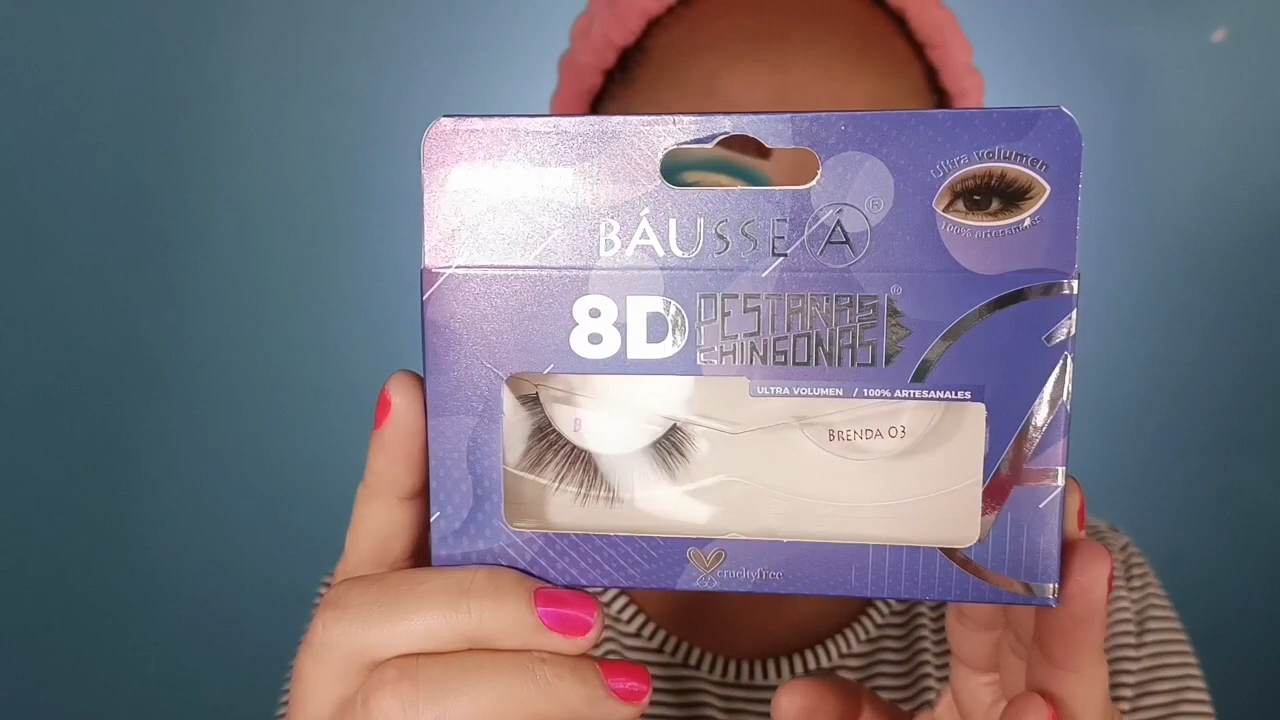 Ultra volumen
100% artesanales
BÁUSSE Á®
8D PESTAÑAS CHINGONAS®
ULTRA VOLUMEN / 100% ARTESANALES
B
BRENDA 03
crueltyfree